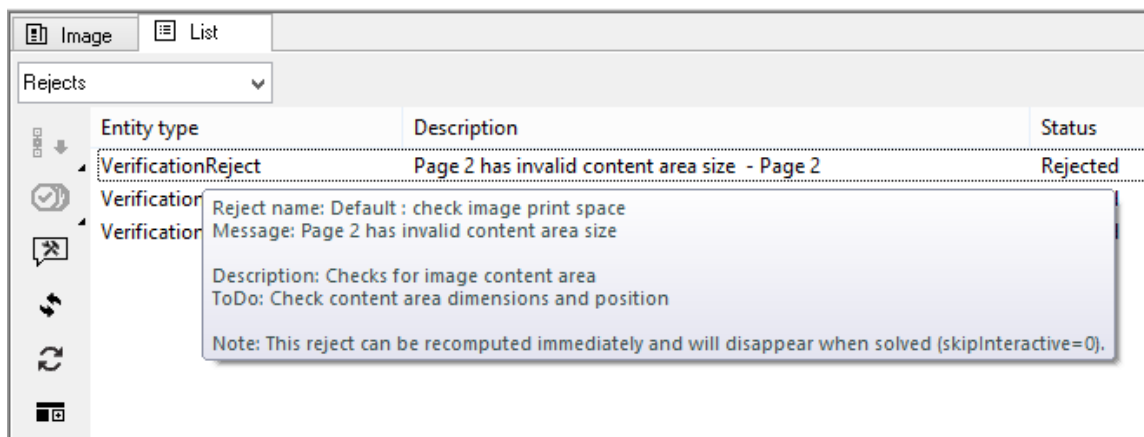 Image
List
Rejects
Entity type Description Status
VerificationReject Page 2 has invalid content area size - Page 2 Rejected
Verification
Verification
Reject name: Default : check image print space
Message: Page 2 has invalid content area size
Description: Checks for image content area
ToDo: Check content area dimensions and position
Note: This reject can be recomputed immediately and will disappear when solved (skipInteractive=0).